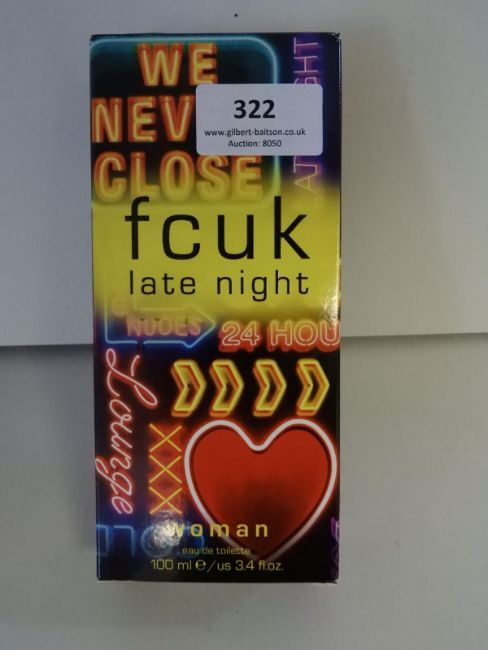 WE
NEV
CLOSE
322
www.gilbert-baitson.co.uk
Auction: 8050
fcuk
late night
NUDES
24 HOU
Lounge
XXX
woman
eau de toilette
100 ml e/us 3.4 fl.oz.